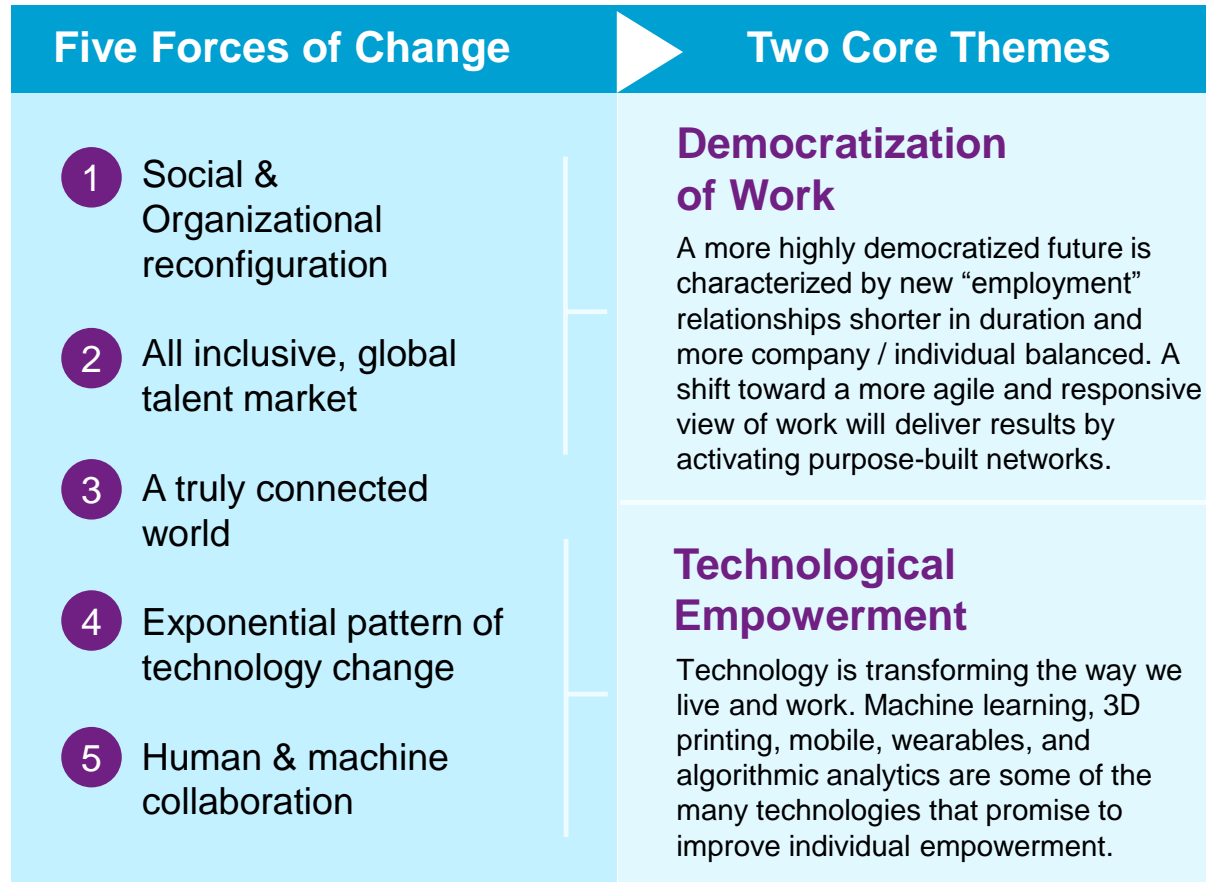 Five Forces of Change
Two Core Themes
1
Social &
Organizational
reconfiguration
2
All inclusive, global
talent market
3
A truly connected
world
4
Exponential pattern of
technology change
5
Human & machine
collaboration
Democratization
of Work
A more highly democratized future is
characterized by new “employment”
relationships shorter in duration and
more company / individual balanced. A
shift toward a more agile and responsive
view of work will deliver results by
activating purpose-built networks.
Technological
Empowerment
Technology is transforming the way we
live and work. Machine learning, 3D
printing, mobile, wearables, and
algorithmic analytics are some of the
many technologies that promise to
improve individual empowerment.